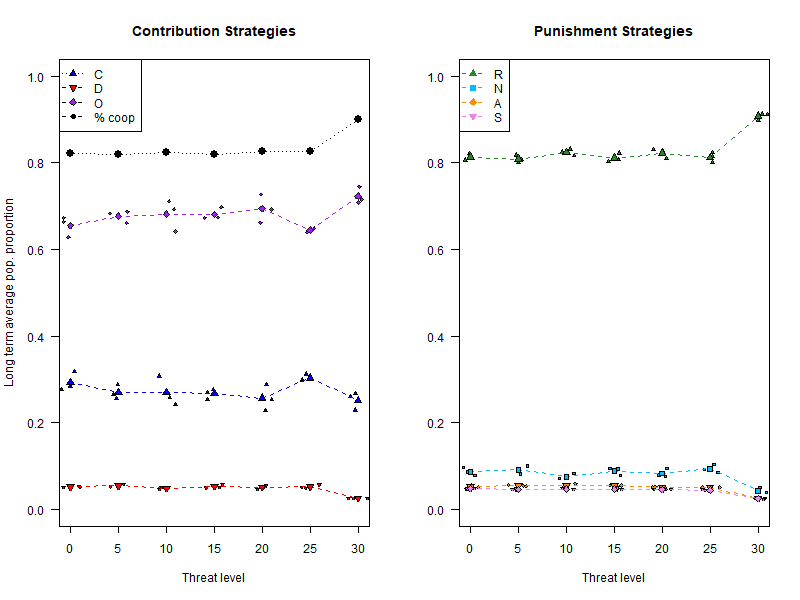 Contribution Strategies
Long term average pop. proportion
1.0
0.8
0.6
0.4
0.2
0.0
C
D
O
% coop
0 5 10 15 20 25 30
Threat level
Punishment Strategies
1.0
0.8
0.6
0.4
0.2
0.0
R
N
A
S
0 5 10 15 20 25 30
Threat level